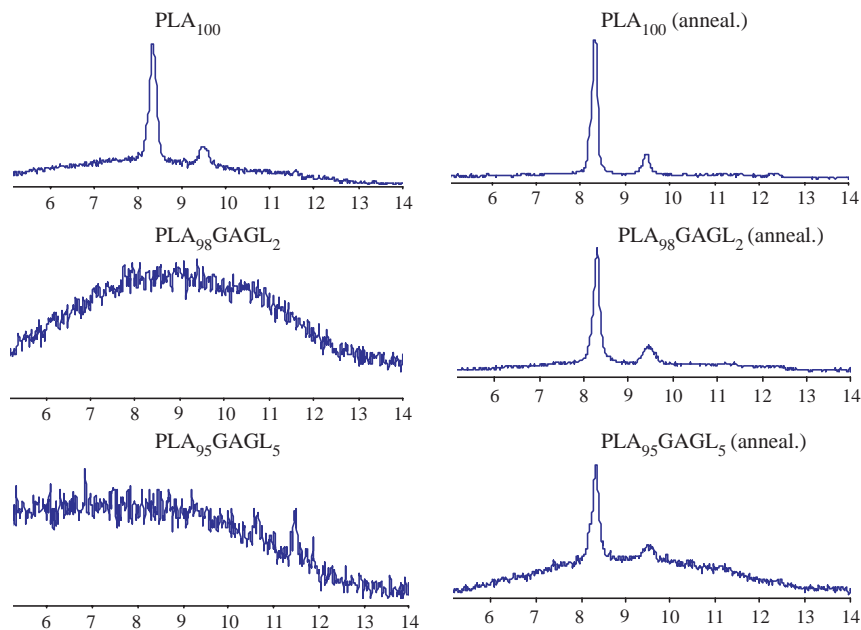 PLA₁₀₀
6 7 8 9 10 11 12 13 14
PLA₁₀₀ (anneal.)
6 7 8 9 10 11 12 13 14
PLA₉₈GAGL₂
6 7 8 9 10 11 12 13 14
PLA₉₈GAGL₂ (anneal.)
6 7 8 9 10 11 12 13 14
PLA₉₅GAGL₅
6 7 8 9 10 11 12 13 14
PLA₉₅GAGL₅ (anneal.)
6 7 8 9 10 11 12 13 14